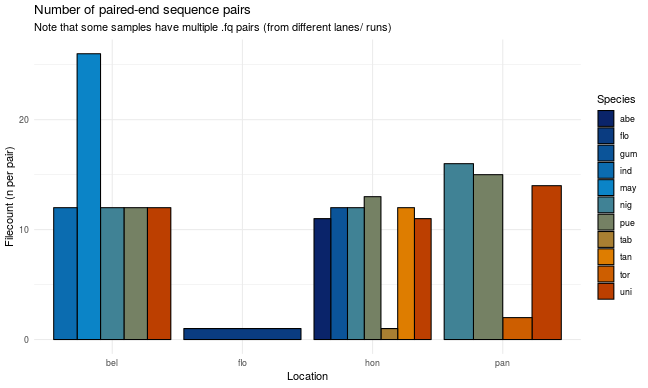 Number of paired-end sequence pairs
Note that some samples have multiple .fq pairs (from different lanes/ runs)
Filecount (n per pair)
20
10
0
bel
flo
hon
pan
Location
Species
abe
flo
gum
ind
may
nig
pue
tab
tan
tor
uni